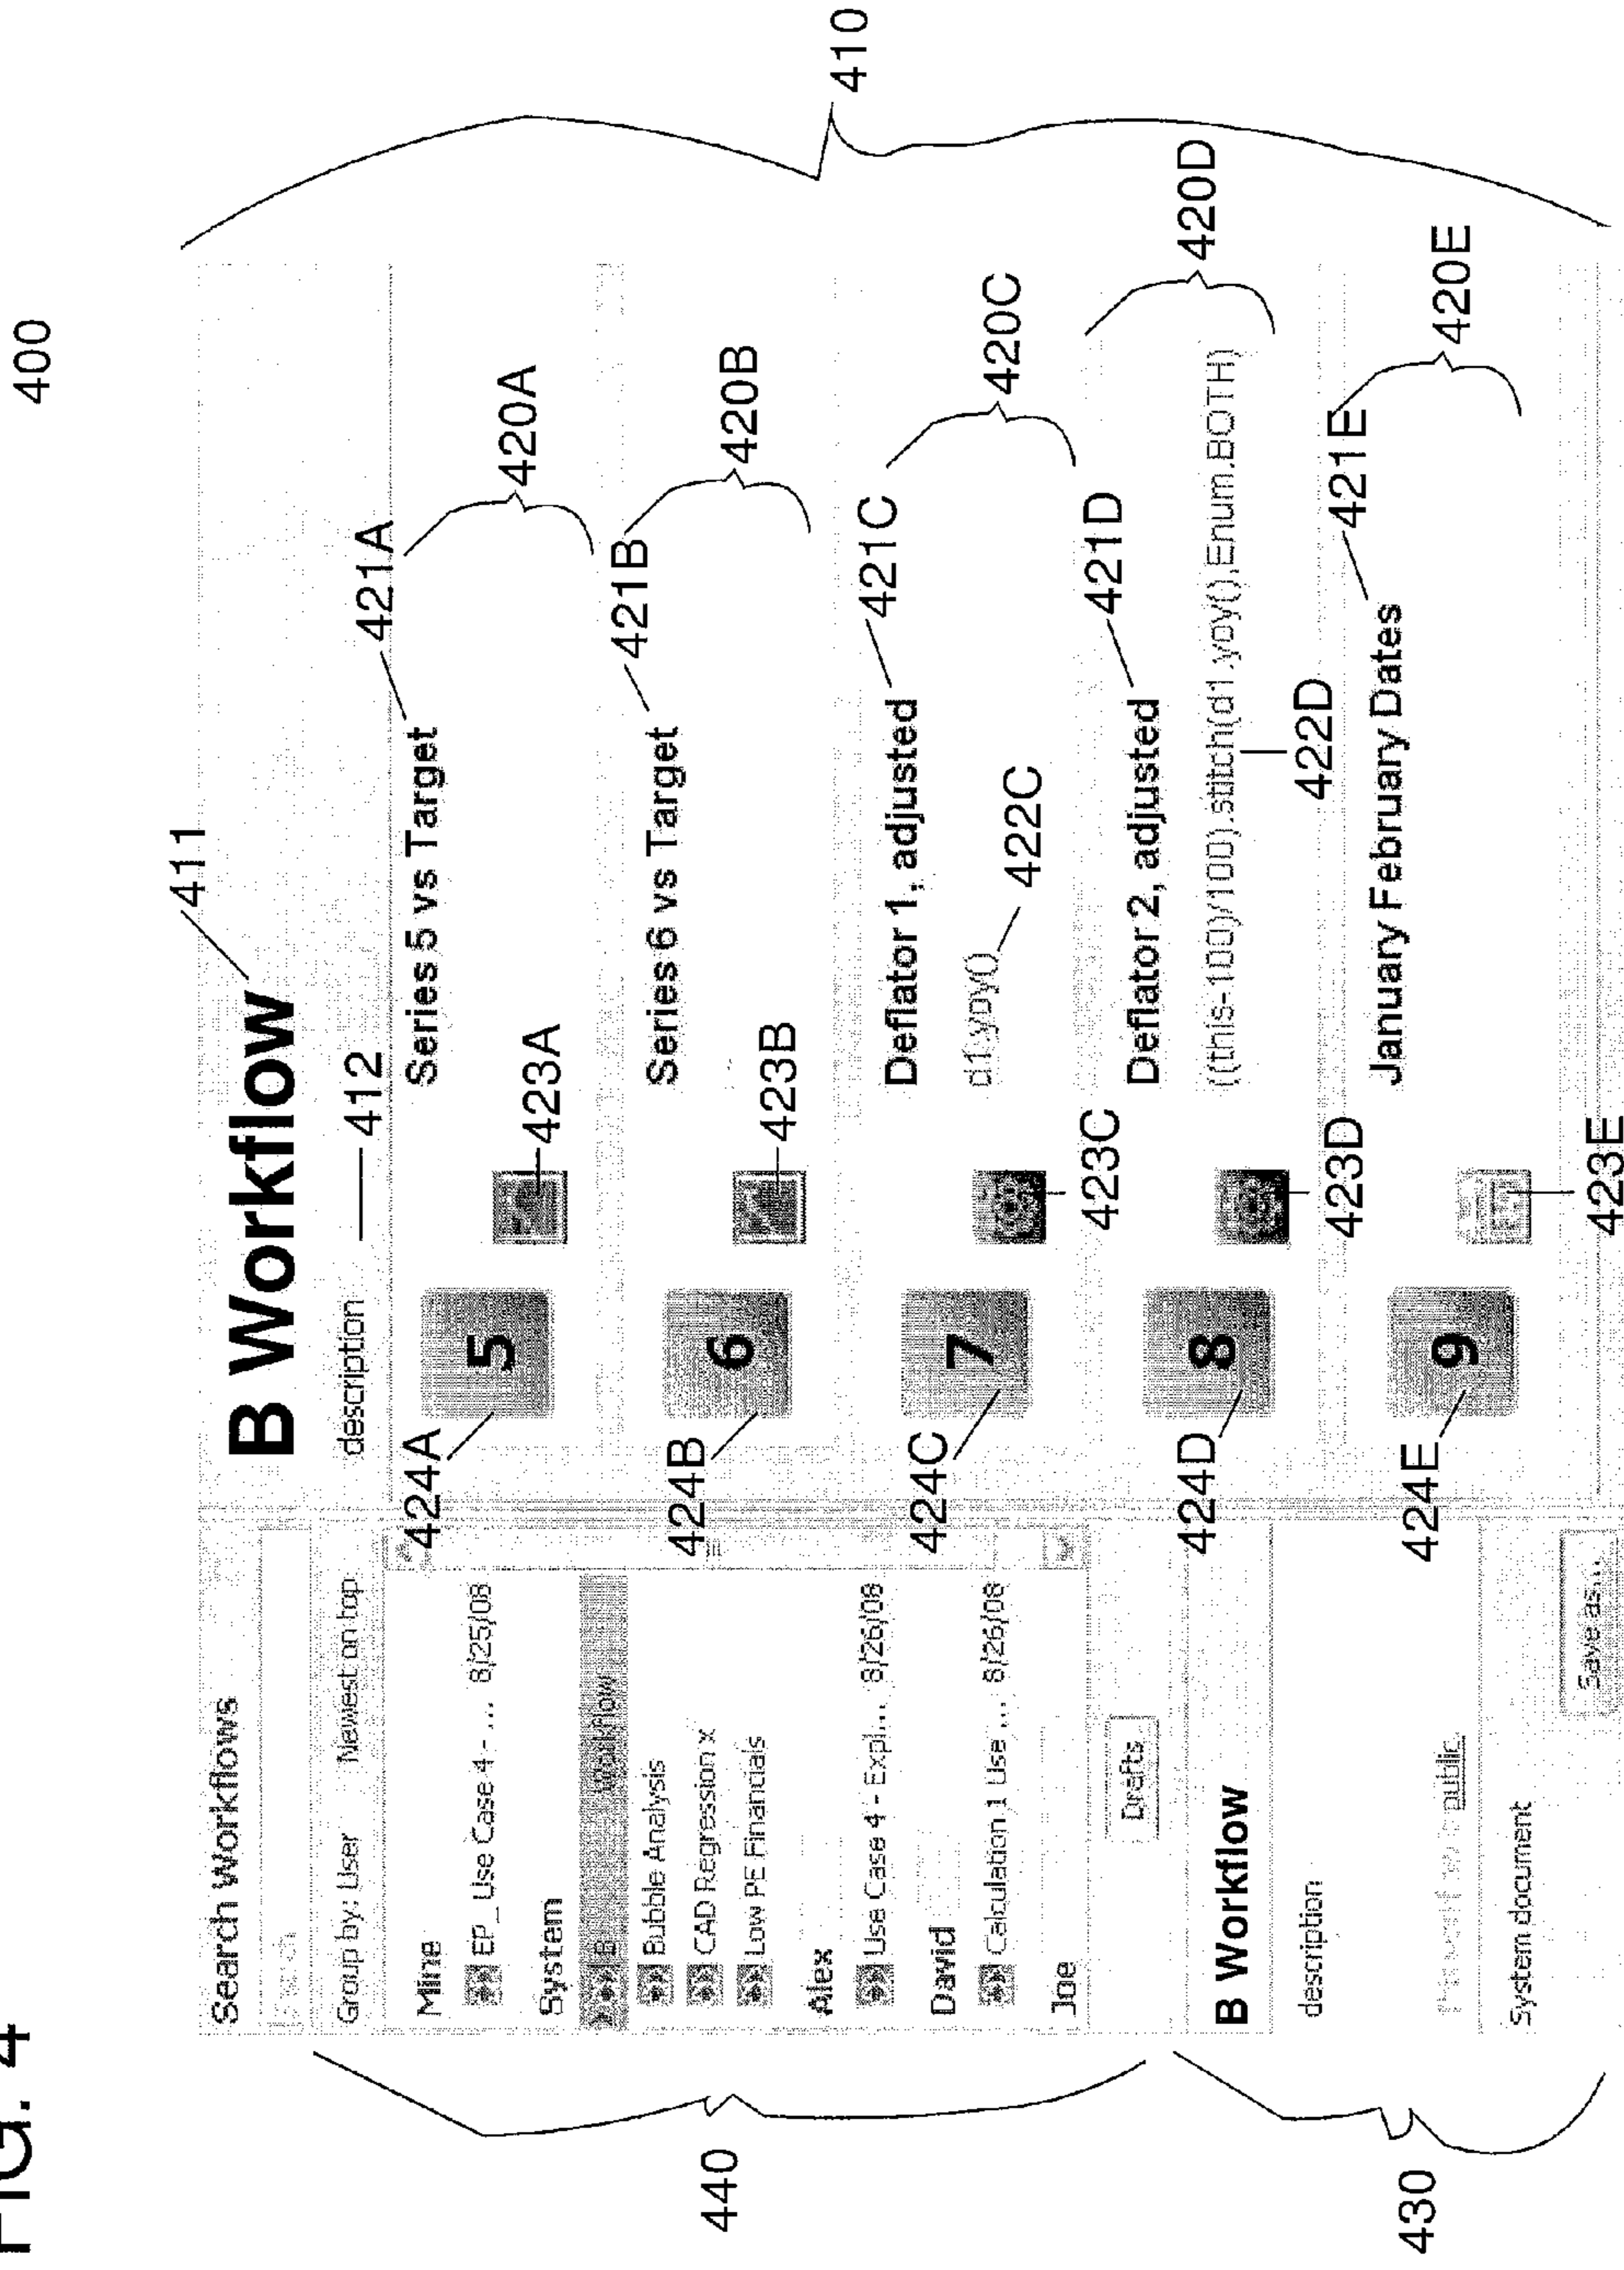 FIG. 4
400
Search Workflows
Group by: User Newest on top
Mine
EP_ Use Case 4 - ... 8/25/08
System
B Workflow
Bubble Analysis
CAD Regression x
Low PE Financials
Alex
Use Case 4 - Expl... 8/26/08
David
Calculation 1 Use ... 8/26/08
Joe
Drafts
440
B Workflow
description
public
System document
Save as...
430
B Workflow
411
description
412
410
424A
5
423A
Series 5 vs Target
421A
420A
424B
6
423B
Series 6 vs Target
421B
420B
424C
7
423C
Deflator 1, adjusted
421C
d1.yoy()
422C
420C
424D
8
423D
Deflator 2, adjusted
421D
((this-100)/100).stitch(d1.yoy(),Enum.BOTH)
422D
420D
424E
9
423E
January February Dates
421E
420E